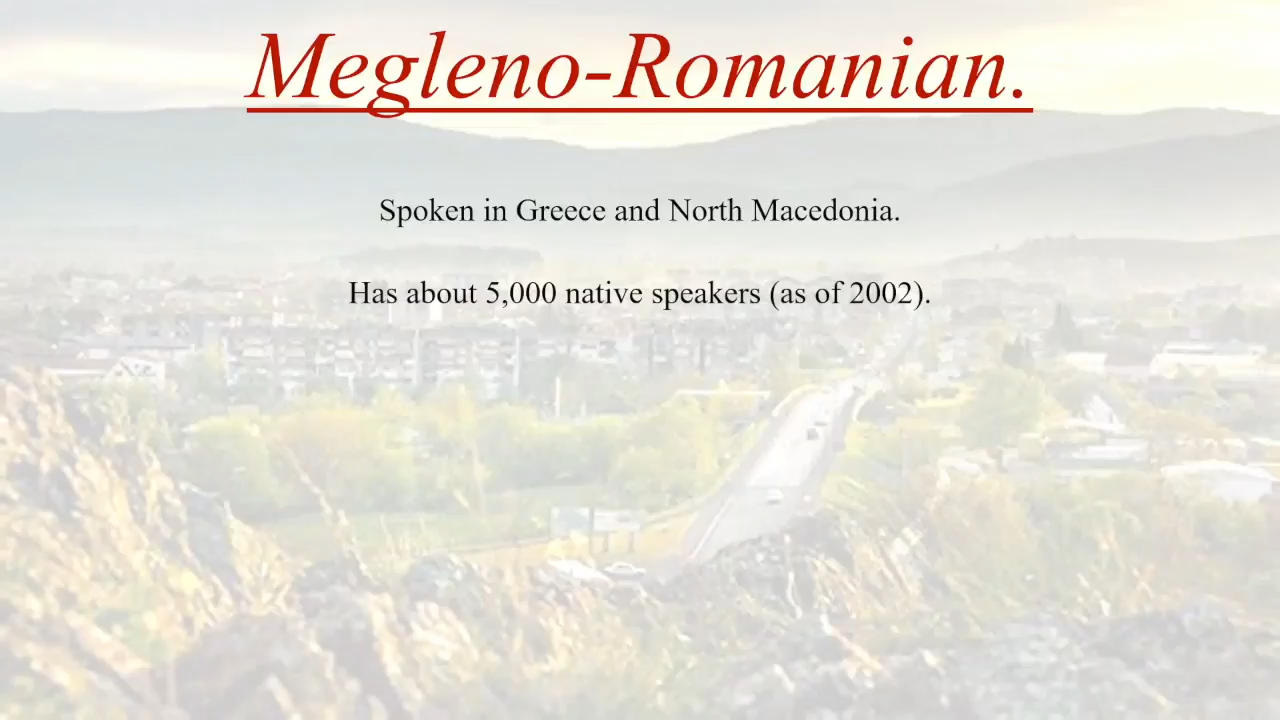 Megleno-Romanian.
Spoken in Greece and North Macedonia.
Has about 5,000 native speakers (as of 2002).